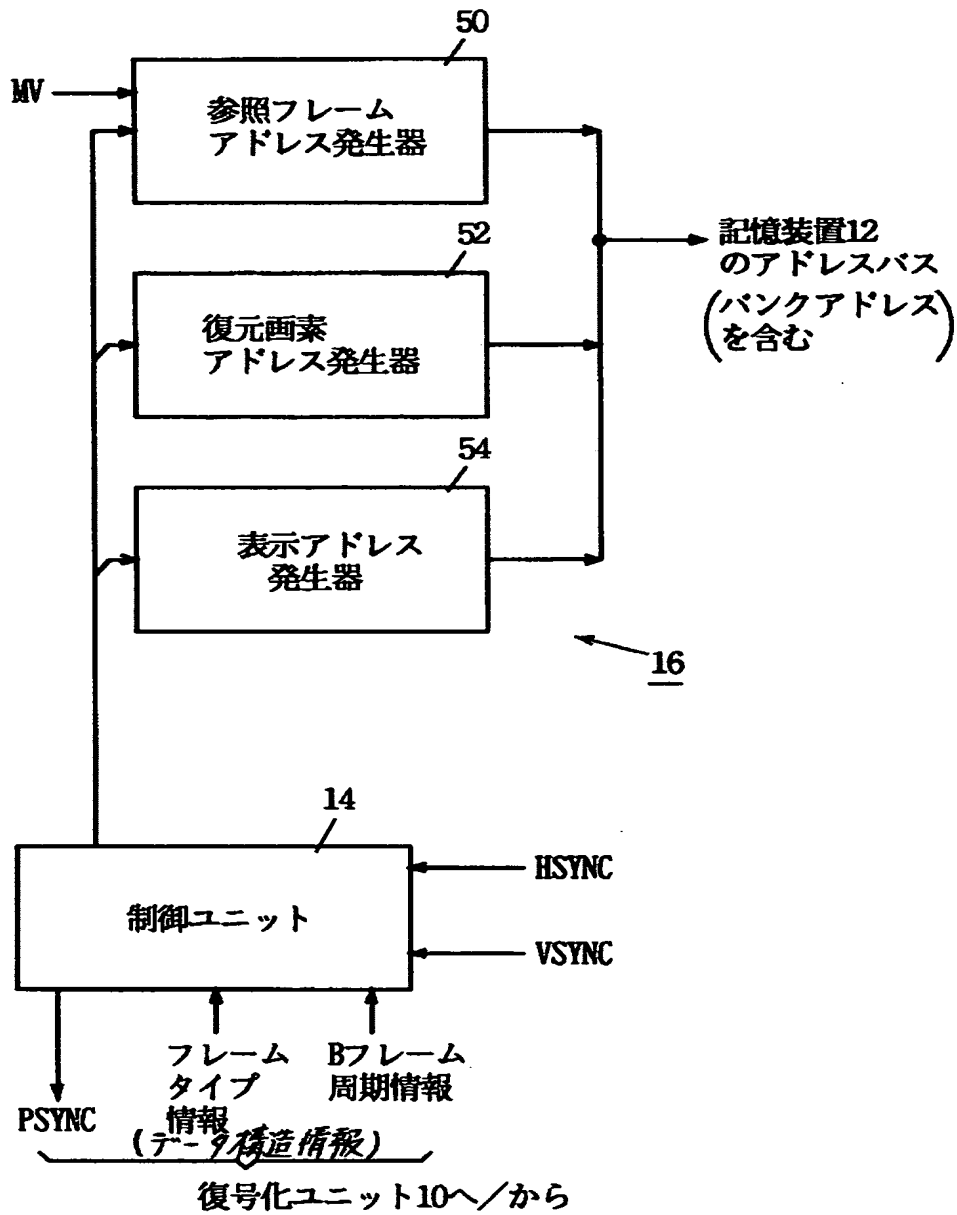 50
MV
参照フレーム
アドレス発生器
52
記憶装置12
のアドレスバス
(バンクアドレス
を含む)
復元画素
アドレス発生器
54
表示アドレス
発生器
16
14
制御ユニット
HSYNC
VSYNC
フレーム
タイプ
情報
Bフレーム
周期情報
PSYNC
(データ構造情報)
復号化ユニット10へ/から